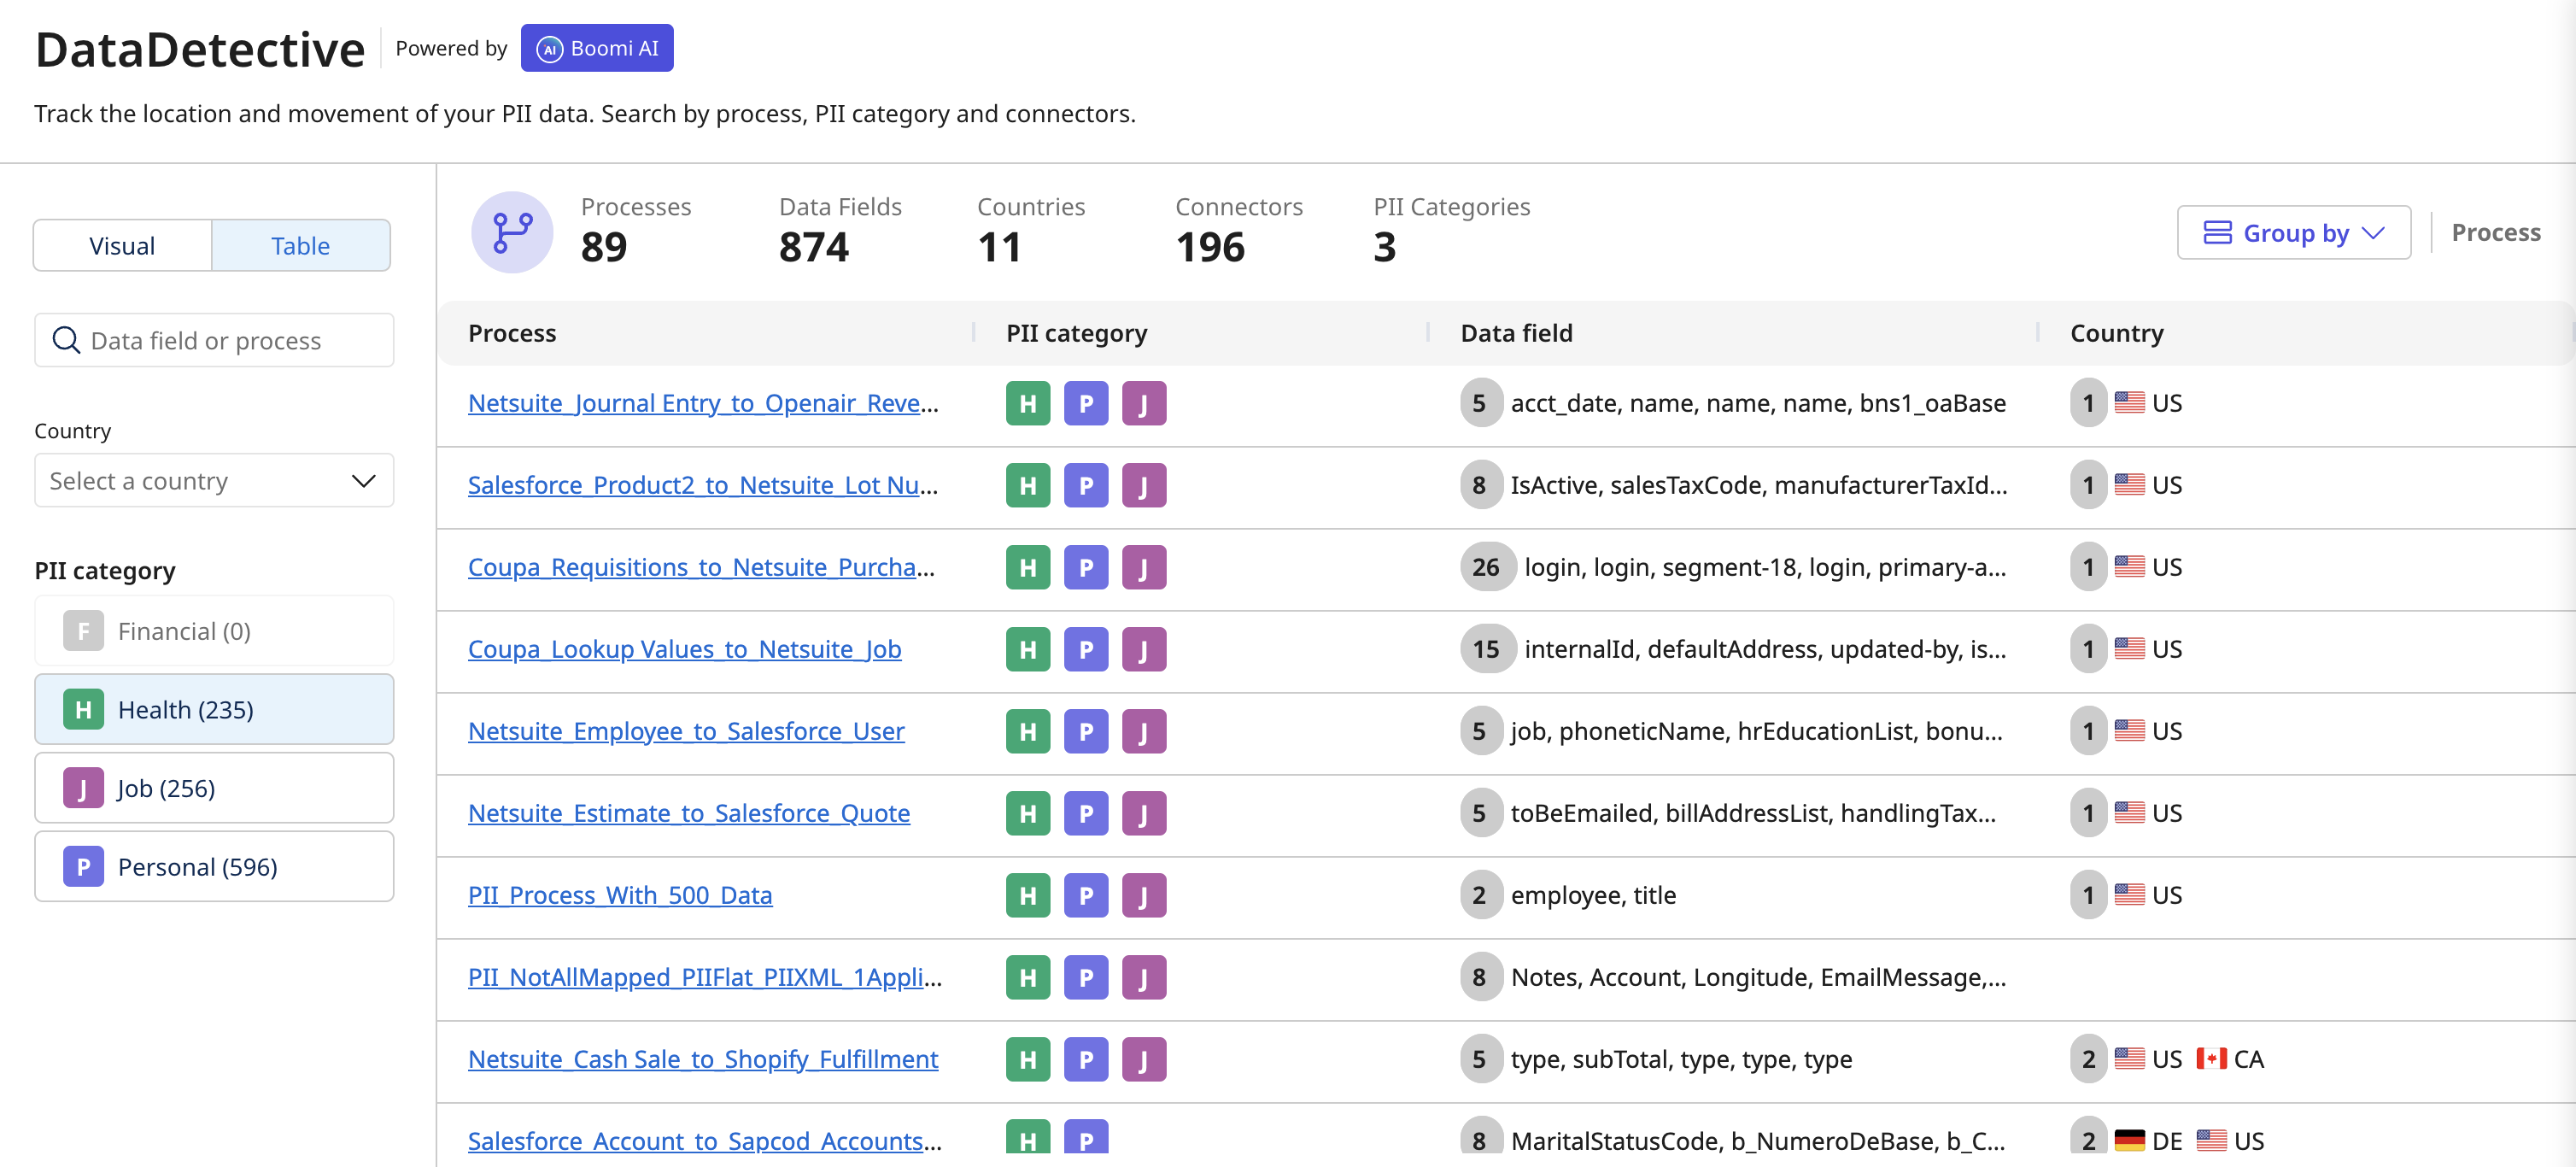 DataDetective Powered by AI Boomi AI
Track the location and movement of your PII data. Search by process, PII category and connectors.
Visual Table
Data field or process
Country
Select a country
PII category
F Financial (0)
H Health (235)
J Job (256)
P Personal (596)
Processes Data Fields Countries Connectors PII Categories
89 874 11 196 3
Group by Process
Process PII category Data field Country
Netsuite_Journal Entry_to_Openair_Reve... H P J 5 acct_date, name, name, name, bns1_oaBase 1 US
Salesforce_Product2_to_Netsuite_Lot Nu... H P J 8 IsActive, salesTaxCode, manufacturerTaxId... 1 US
Coupa_Requisitions_to_Netsuite_Purcha... H P J 26 login, login, segment-18, login, primary-a... 1 US
Coupa_Lookup Values_to_Netsuite_Job H P J 15 internalId, defaultAddress, updated-by, is... 1 US
Netsuite_Employee_to_Salesforce_User H P J 5 job, phoneticName, hrEducationList, bonu... 1 US
Netsuite_Estimate_to_Salesforce_Quote H P J 5 toBeEmailed, billAddressList, handlingTax... 1 US
PII_Process_With_500_Data H P J 2 employee, title 1 US
PII_NotAllMapped_PIIFlat_PIIXML_1Appli... H P J 8 Notes, Account, Longitude, EmailMessage,...
Netsuite_Cash Sale_to_Shopify_Fulfillment H P J 5 type, subTotal, type, type, type 2 US CA
Salesforce_Account_to_Sapcod_Accounts... H P 8 MaritalStatusCode, b_NumeroDeBase, b_C... 2 DE US